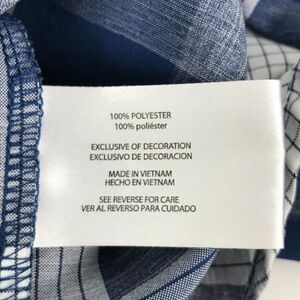 100% POLYESTER
100% poliéster
EXCLUSIVE OF DECORATION
EXCLUSIVO DE DECORACION
MADE IN VIETNAM
HECHO EN VIETNAM
SEE REVERSE FOR CARE
VER AL REVERSO PARA CUIDADO